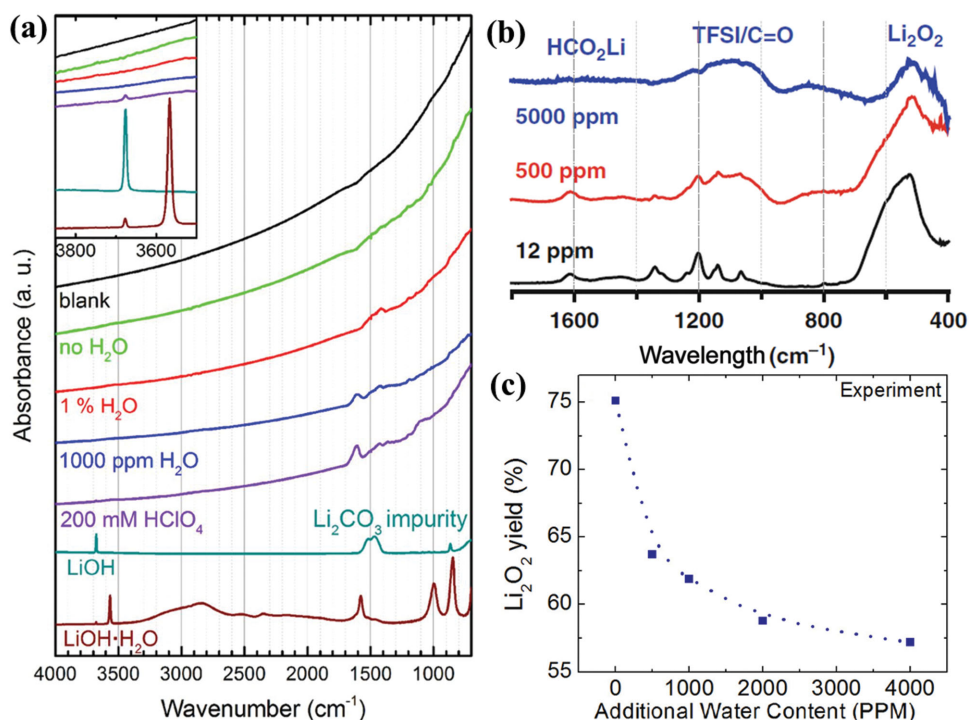 (a)
3800 3600
blank
no H₂O
1 % H₂O
1000 ppm H₂O
200 mM HClO₄
Li₂CO₃ impurity
LiOH
LiOH·H₂O
Absorbance (a. u.)
4000 3500 3000 2500 2000 1500 1000
Wavenumber (cm⁻¹)
(b)
HCO₂Li TFSI/C=O Li₂O₂
5000 ppm
500 ppm
12 ppm
1600 1200 800 400
Wavelength (cm⁻¹)
(c)
Experiment
75
70
65
60
55
Li₂O₂ yield (%)
0 1000 2000 3000 4000
Additional Water Content (PPM)